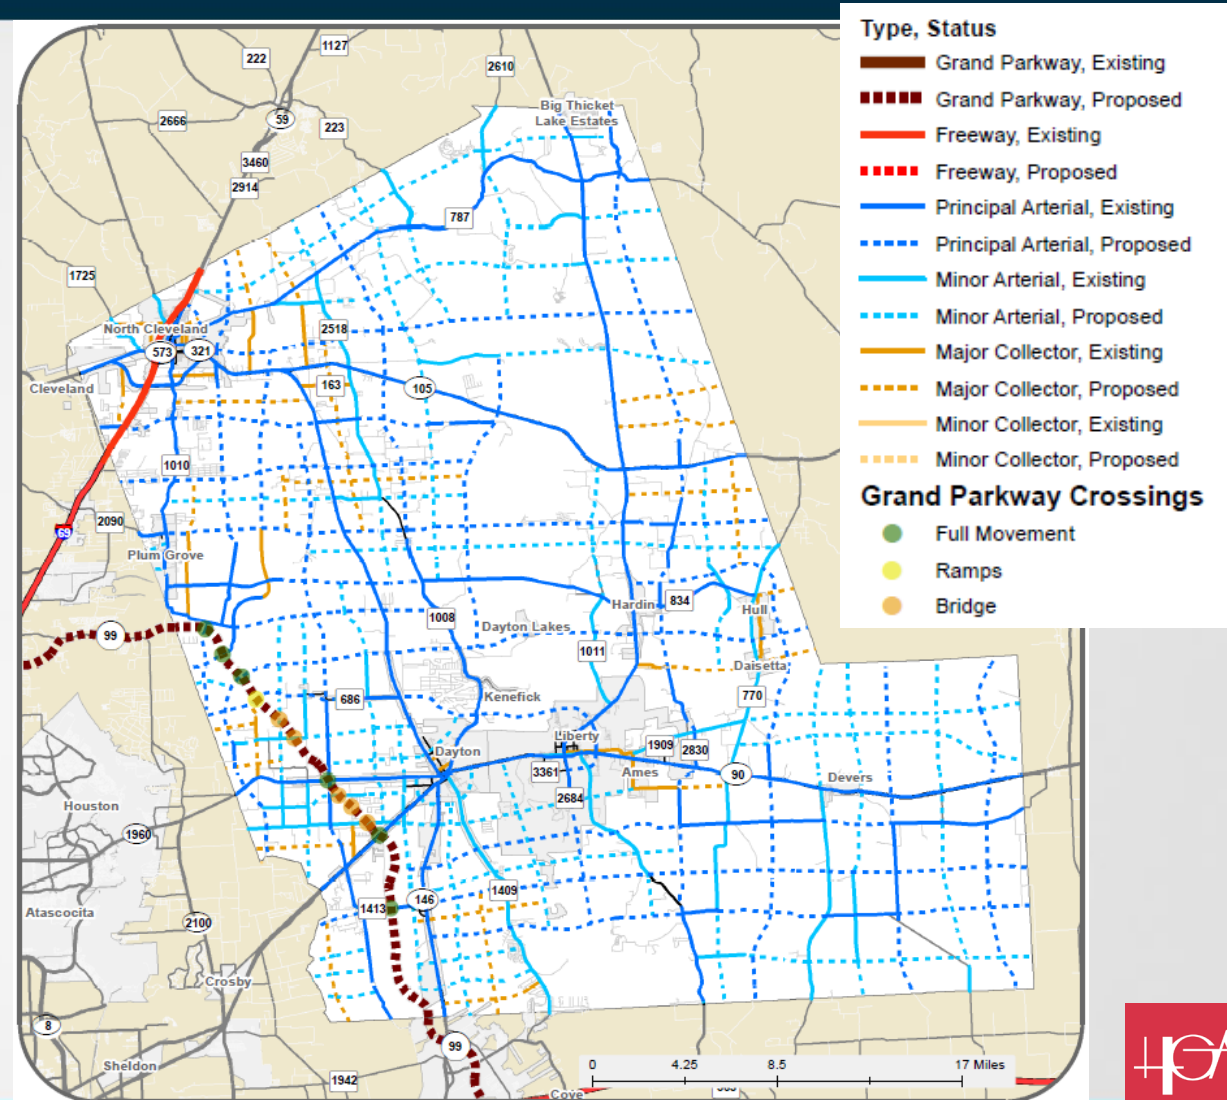 Type, Status
Grand Parkway, Existing
Grand Parkway, Proposed
Freeway, Existing
Freeway, Proposed
Principal Arterial, Existing
Principal Arterial, Proposed
Minor Arterial, Existing
Minor Arterial, Proposed
Major Collector, Existing
Major Collector, Proposed
Minor Collector, Existing
Minor Collector, Proposed
Grand Parkway Crossings
Full Movement
Ramps
Bridge
1127
222
2610
Big Thicket
Lake Estates
59
2666
223
3460
2914
787
1725
North Cleveland
2518
573
321
Cleveland
163
105
1010
2090
69
Plum Grove
Hardin
834
Hull
1008
Dayton Lakes
99
1011
Daisetta
686
Kenefick
770
Liberty
Dayton
1909
2830
3361
Ames
90
Devers
2684
Houston
1960
1409
146
1413
Atascocita
2100
Crosby
8
99
Sheldon
1942
Cove
0
4.25
8.5
17 Miles